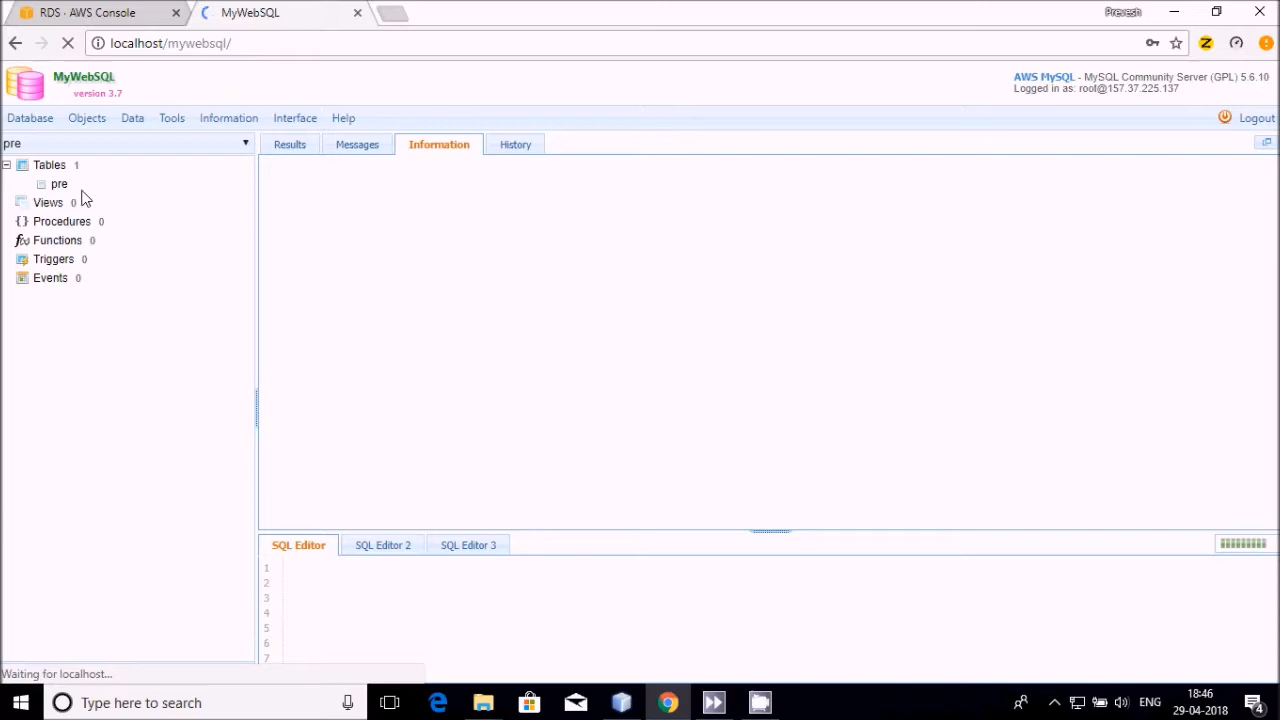 RDS · AWS Console
MyWebSQL
Prevesh
localhost/mywebsql/
MyWebSQL
version 3.7
AWS MySQL - MySQL Community Server (GPL) 5.6.10
Logged in as: root@157.37.225.137
Database Objects Data Tools Information Interface Help Logout
pre
Results Messages Information History
Tables 1
pre
Views 0
{ } Procedures 0
f(x) Functions 0
Triggers 0
Events 0
SQL Editor SQL Editor 2 SQL Editor 3
1
2
3
4
5
6
7
Waiting for localhost...
Type here to search
ENG
18:46
29-04-2018
4